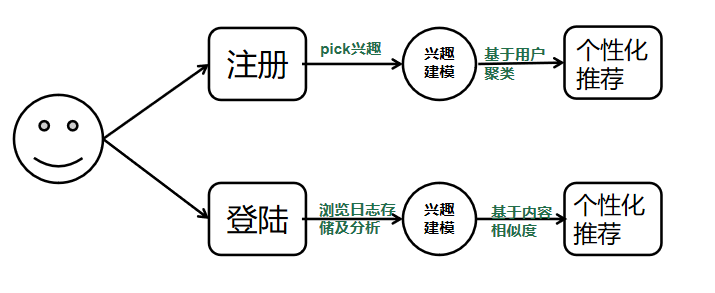 注册
pick兴趣
兴趣
建模
基于用户
聚类
个性化
推荐
登陆
浏览日志存
储及分析
兴趣
建模
基于内容
相似度
个性化
推荐